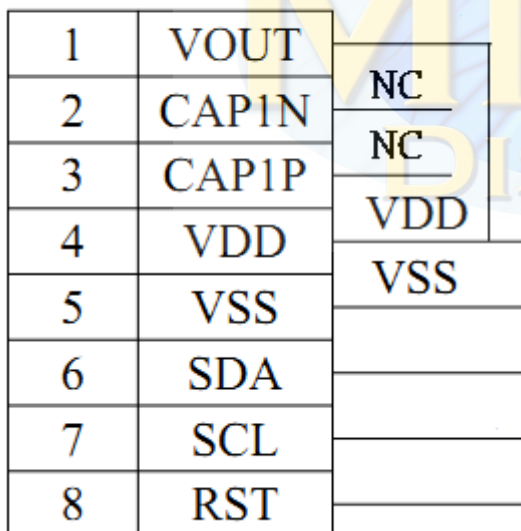 1 VOUT
NC
2 CAP1N
NC
3 CAP1P
VDD
4 VDD
VSS
5 VSS
6 SDA
7 SCL
8 RST